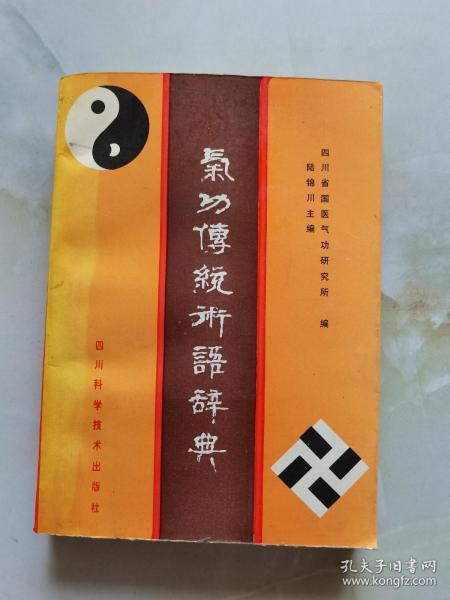 四川省国医气功研究所 编
陆锦川主编
氣功傳統術語辞典
四川科学技术出版社
孔夫子旧书网
www.kongfz.com